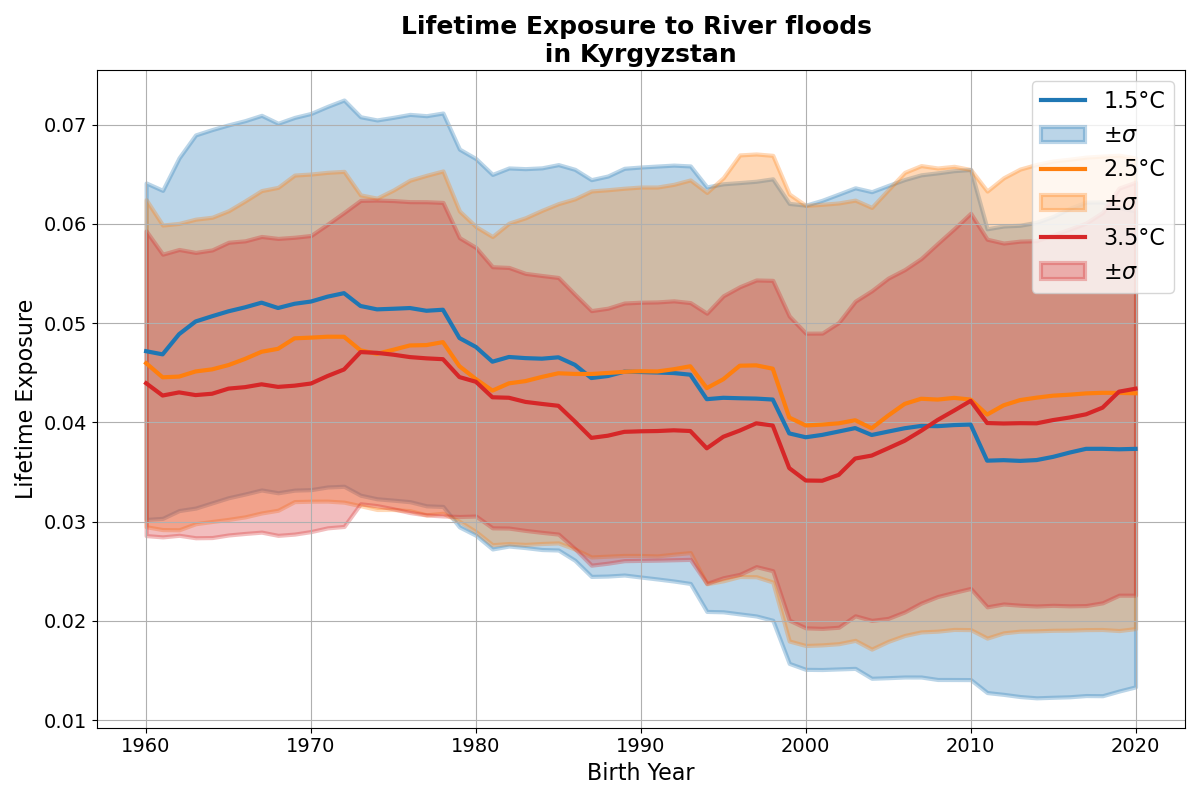 Lifetime Exposure to River floods
in Kyrgyzstan
Lifetime Exposure
0.07
0.06
0.05
0.04
0.03
0.02
0.01
1960 1970 1980 1990 2000 2010 2020
Birth Year
1.5°C
±σ
2.5°C
±σ
3.5°C
±σ